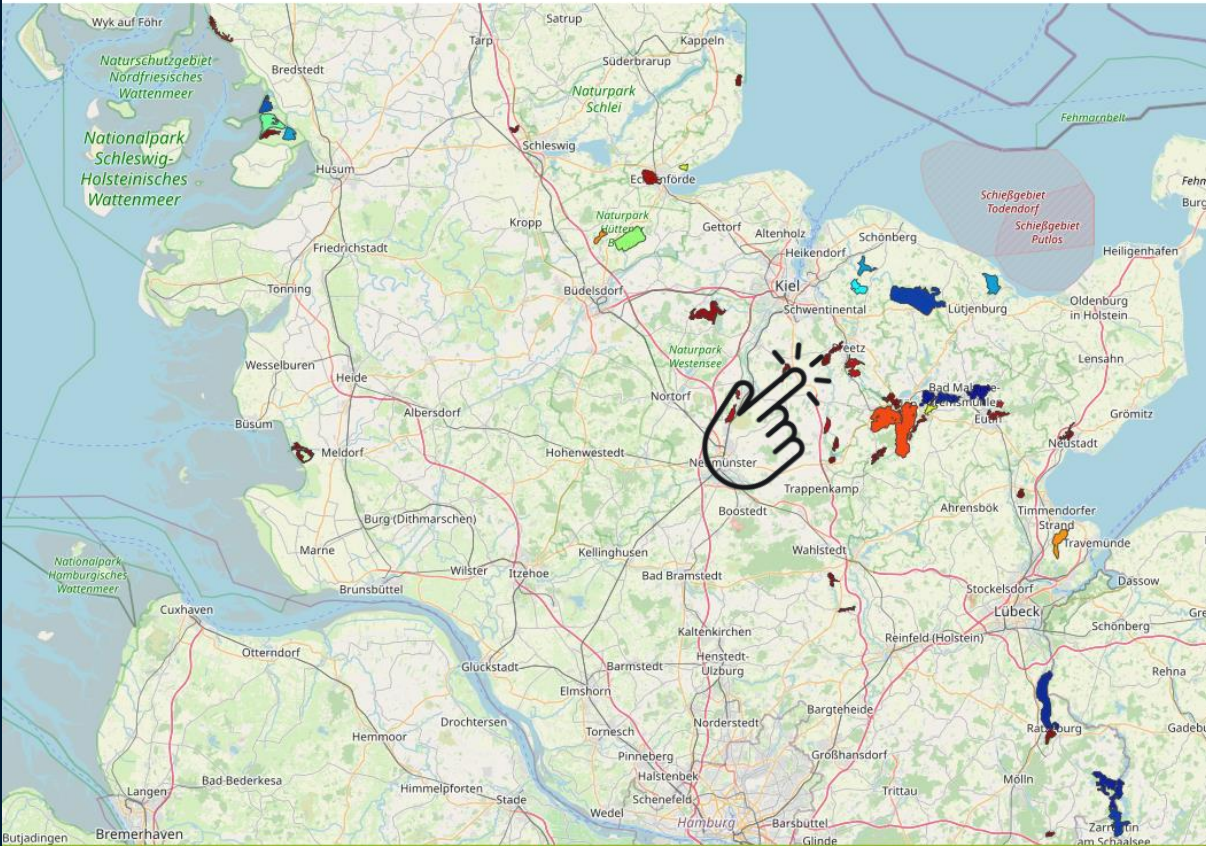 Wyk auf Föhr
Satrup
Tarp
Kappeln
Naturschutzgebiet
Nordfriesisches
Wattenmeer
Bredstedt
Süderbrarup
Naturpark
Schlei
Fehmarnbelt
Nationalpark
Schleswig-
Holsteinisches
Wattenmeer
Schleswig
Husum
Schießgebiet
Todendorf
Schießgebiet
Putlos
Kropp
Naturpark
Gettorf
Altenholz
Schönberg
Heikendorf
Friedrichstadt
Heiligenhafen
Tönning
Büdelsdorf
Kiel
Schwentinental
Lütjenburg
Oldenburg
in Holstein
Naturpark
Westensee
Wesselburen
Heide
Lensahn
Nortorf
Albersdorf
Grömitz
Büsum
Meldorf
Hohenwestedt
Neustadt
Trappenkamp
Boostedt
Ahrensbök
Timmendorfer
Strand
Burg (Dithmarschen)
Marne
Kellinghusen
Wahlstedt
Travemünde
Nationalpark
Hamburgisches
Wattenmeer
Wilster
Itzehoe
Bad Bramstedt
Brunsbüttel
Stockelsdorf
Dassow
Cuxhaven
Lübeck
Kaltenkirchen
Reinfeld (Holstein)
Schönberg
Otterndorf
Glückstadt
Barmstedt
Henstedt-
Ulzburg
Rehna
Elmshorn
Bargteheide
Drochtersen
Tornesch
Norderstedt
Hemmoor
Pinneberg
Großhansdorf
Bad Bederkesa
Himmelpforten
Stade
Halstenbek
Schenefeld
Trittau
Mölln
Langen
Wedel
Hamburg
Barsbüttel
Butjadingen
Bremerhaven
Glinde
am Schaalsee